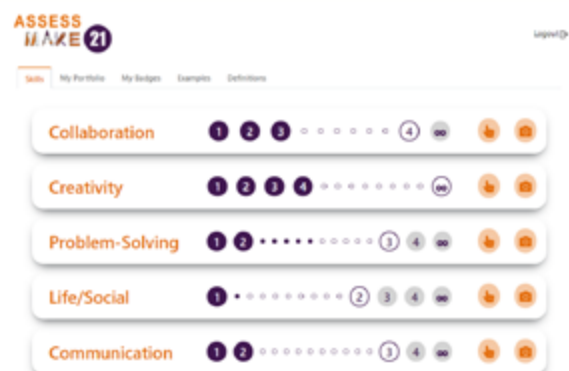 ASSESS
MAKE 21
Logout
Skills My Portfolio My Badges Examples Definitions
Collaboration 1 2 3 4 ∞
Creativity 1 2 3 4 ∞
Problem-Solving 1 2 3 4 ∞
Life/Social 1 2 3 4 ∞
Communication 1 2 3 4 ∞